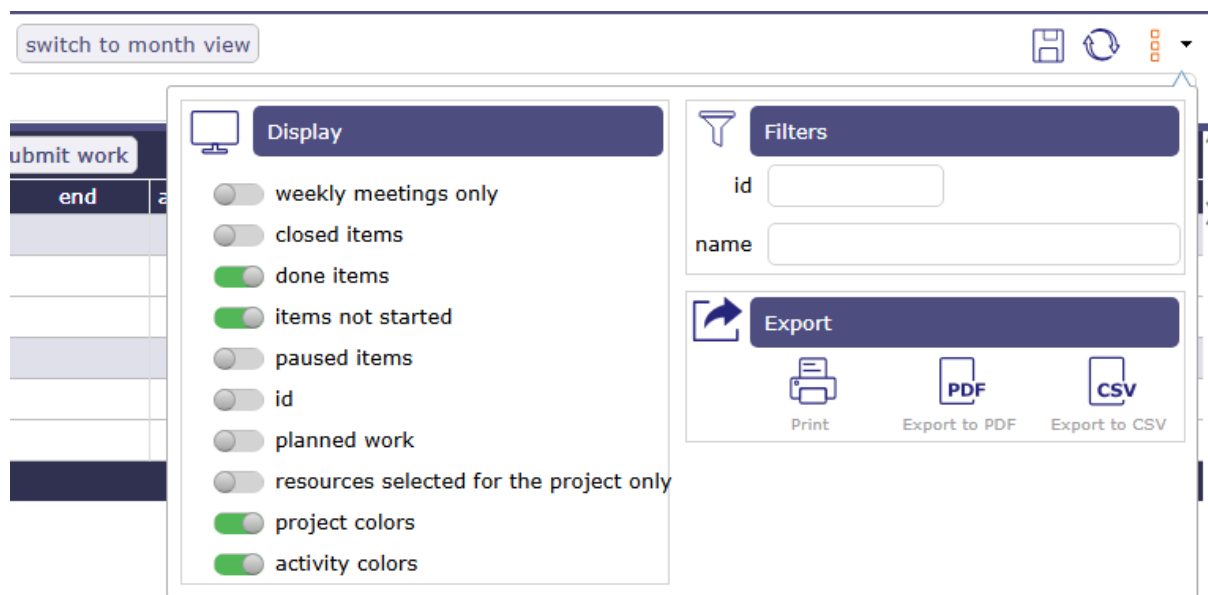 switch to month view
ubmit work
end
a
Display
weekly meetings only
closed items
done items
items not started
paused items
id
planned work
resources selected for the project only
project colors
activity colors
Filters
id
name
Export
PDF
CSV
Print
Export to PDF
Export to CSV